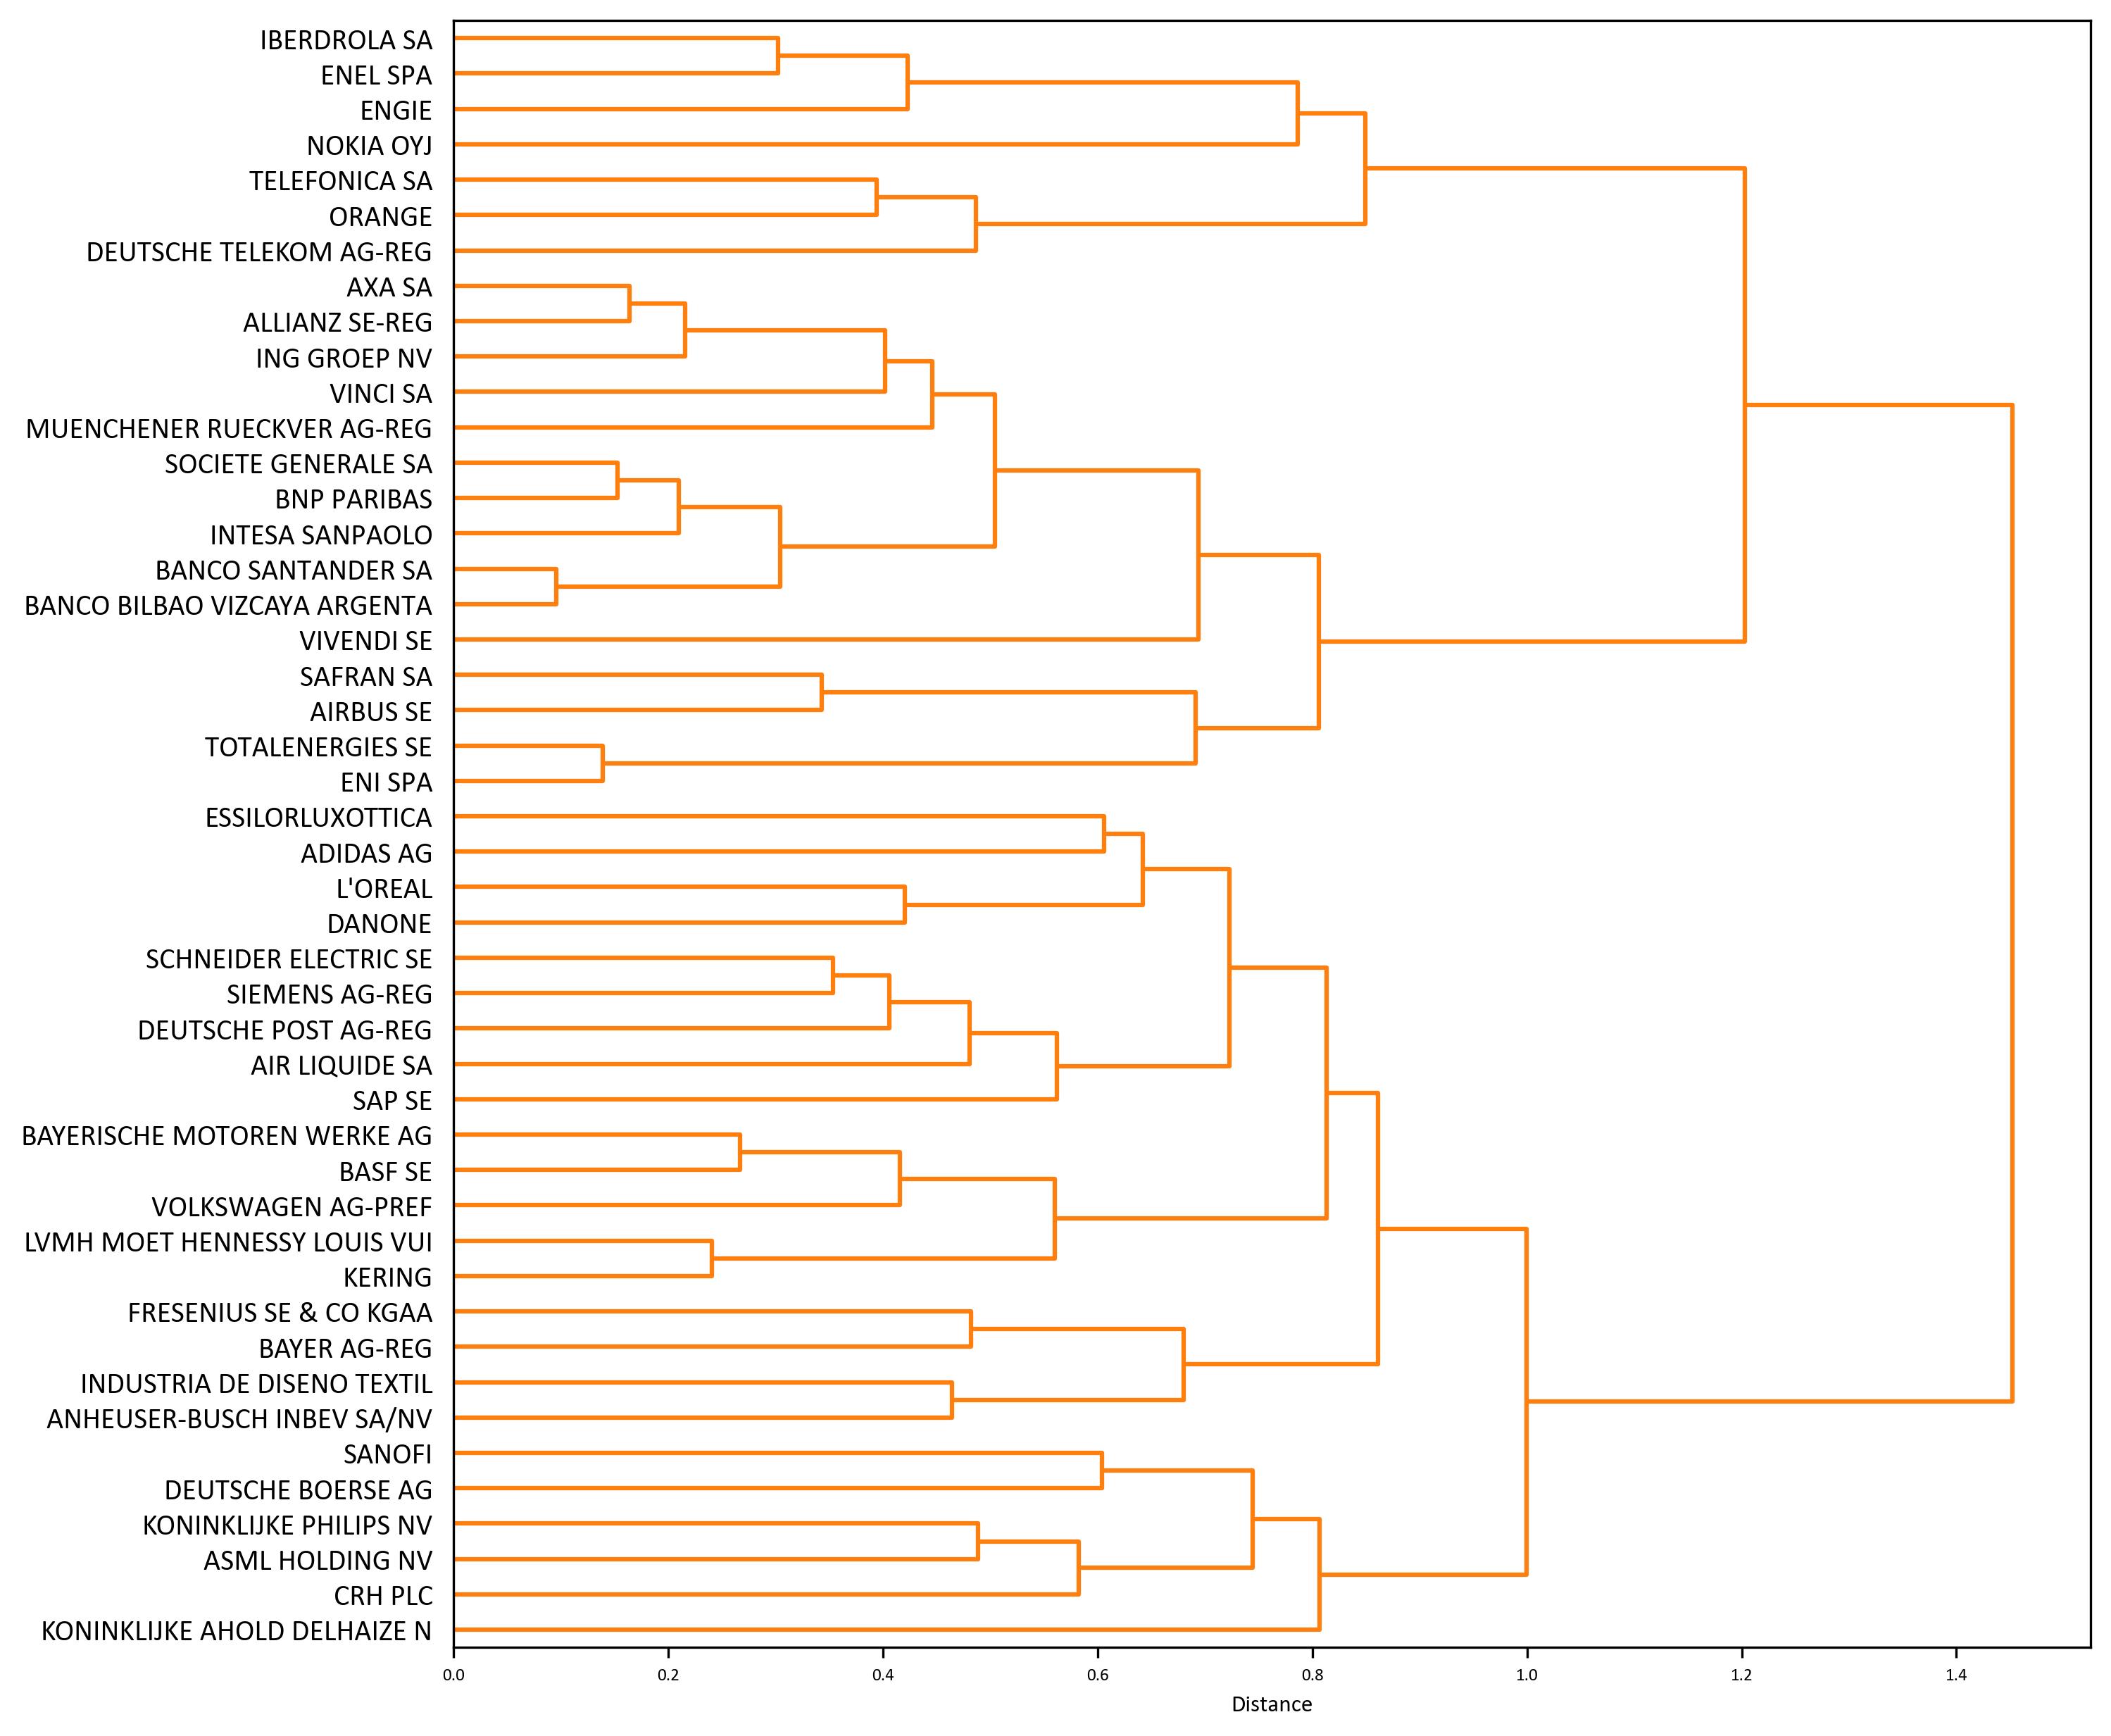 IBERDROLA SA
ENEL SPA
ENGIE
NOKIA OYJ
TELEFONICA SA
ORANGE
DEUTSCHE TELEKOM AG-REG
AXA SA
ALLIANZ SE-REG
ING GROEP NV
VINCI SA
MUENCHENER RUECKVER AG-REG
SOCIETE GENERALE SA
BNP PARIBAS
INTESA SANPAOLO
BANCO SANTANDER SA
BANCO BILBAO VIZCAYA ARGENTA
VIVENDI SE
SAFRAN SA
AIRBUS SE
TOTALENERGIES SE
ENI SPA
ESSILORLUXOTTICA
ADIDAS AG
L'OREAL
DANONE
SCHNEIDER ELECTRIC SE
SIEMENS AG-REG
DEUTSCHE POST AG-REG
AIR LIQUIDE SA
SAP SE
BAYERISCHE MOTOREN WERKE AG
BASF SE
VOLKSWAGEN AG-PREF
LVMH MOET HENNESSY LOUIS VUI
KERING
FRESENIUS SE & CO KGAA
BAYER AG-REG
INDUSTRIA DE DISENO TEXTIL
ANHEUSER-BUSCH INBEV SA/NV
SANOFI
DEUTSCHE BOERSE AG
KONINKLIJKE PHILIPS NV
ASML HOLDING NV
CRH PLC
KONINKLIJKE AHOLD DELHAIZE N
0.0 0.2 0.4 0.6 0.8 1.0 1.2 1.4
Distance